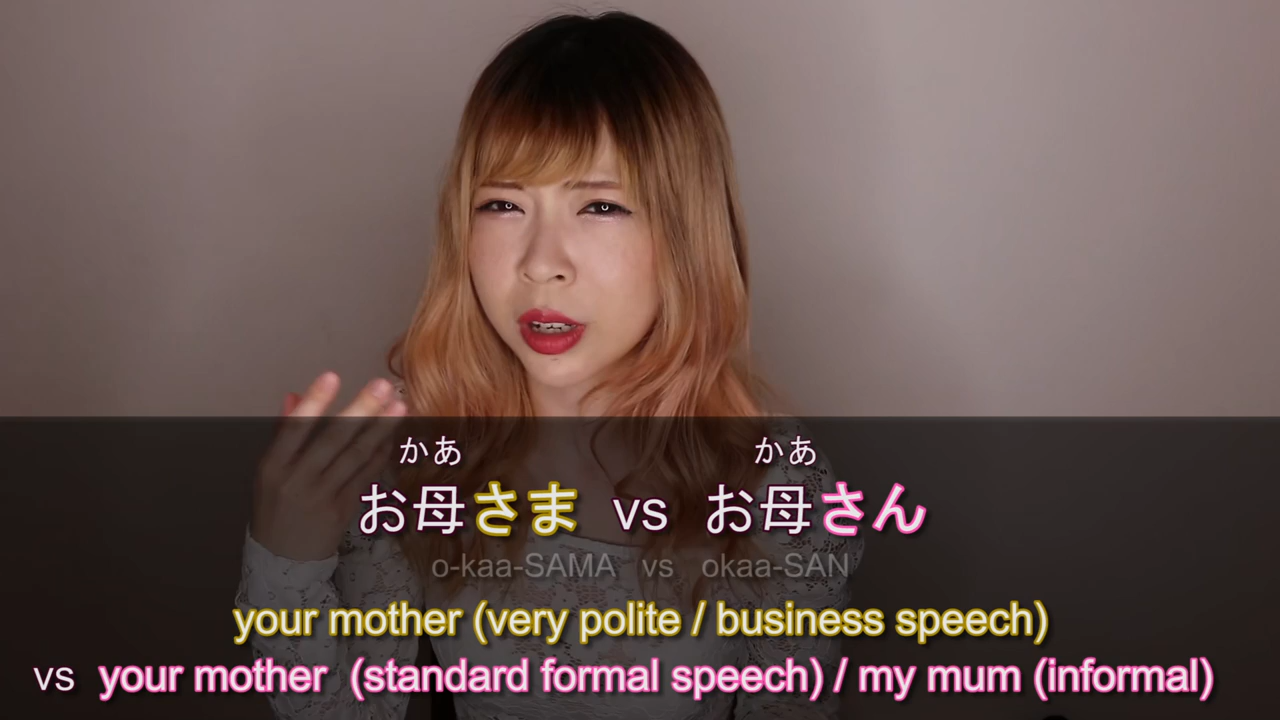 かあ かあ
お母さま vs お母さん
o-kaa-SAMA vs okaa-SAN
your mother (very polite / business speech)
vs your mother (standard formal speech) / my mum (informal)